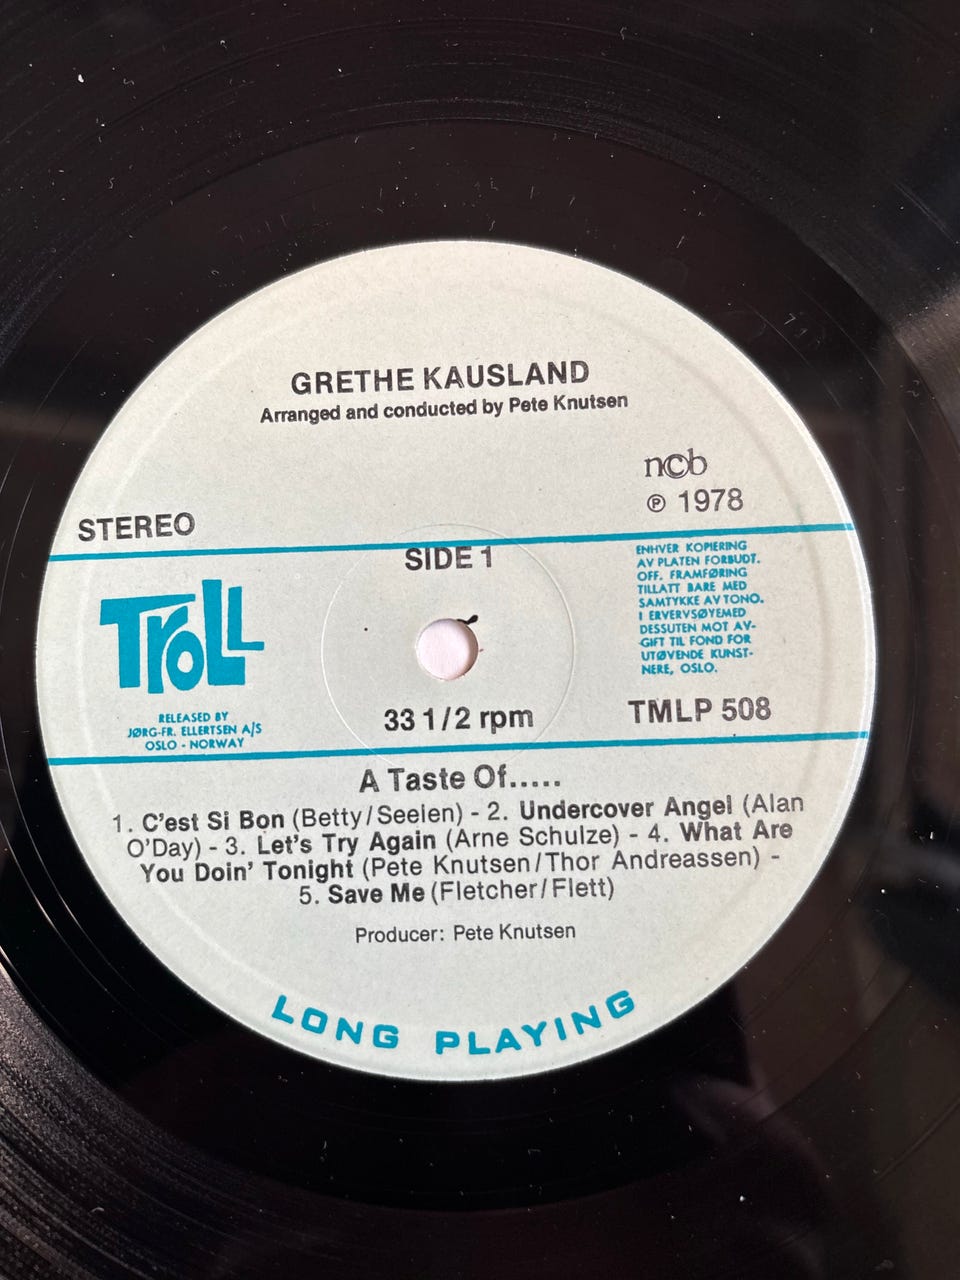 GRETHE KAUSLAND
Arranged and conducted by Pete Knutsen
ncb
℗ 1978
STEREO
SIDE 1
ENHVER KOPIERING
AV PLATEN FORBUDT.
OFF. FRAMFØRING
TILLATT BARE MED
SAMTYKKE AV TONO.
I ERVERVSØYEMED
DESSUTEN MOT AV-
GIFT TIL FOND FOR
UTØVENDE KUNST-
NERE, OSLO.
TROLL
RELEASED BY
JØRG-FR. ELLERTSEN A/S
OSLO - NORWAY
33 1/2 rpm
TMLP 508
A Taste Of.....
1. C'est Si Bon (Betty/Seelen) - 2. Undercover Angel (Alan
O'Day) - 3. Let's Try Again (Arne Schulze) - 4. What Are
You Doin' Tonight (Pete Knutsen/Thor Andreassen) -
5. Save Me (Fletcher/Flett)
Producer: Pete Knutsen
LONG PLAYING